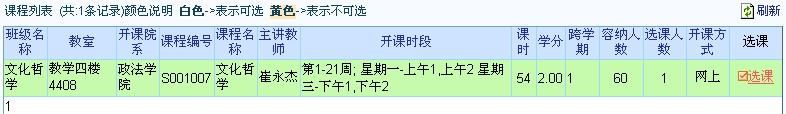 课程列表 (共:1条记录)颜色说明 白色->表示可选 黄色->表示不可选 刷新
班级名称 教室 开课院系 课程编号 课程名称 主讲教师 开课时段 课时 学分 跨学期 容纳人数 选课人数 开课方式 选课
文化哲学 教学四楼4408 政法学院 S001007 文化哲学 崔永杰 第1-21周; 星期一-上午1,上午2 星期三-下午1,下午2 54 2.00 1 60 1 网上 选课
1